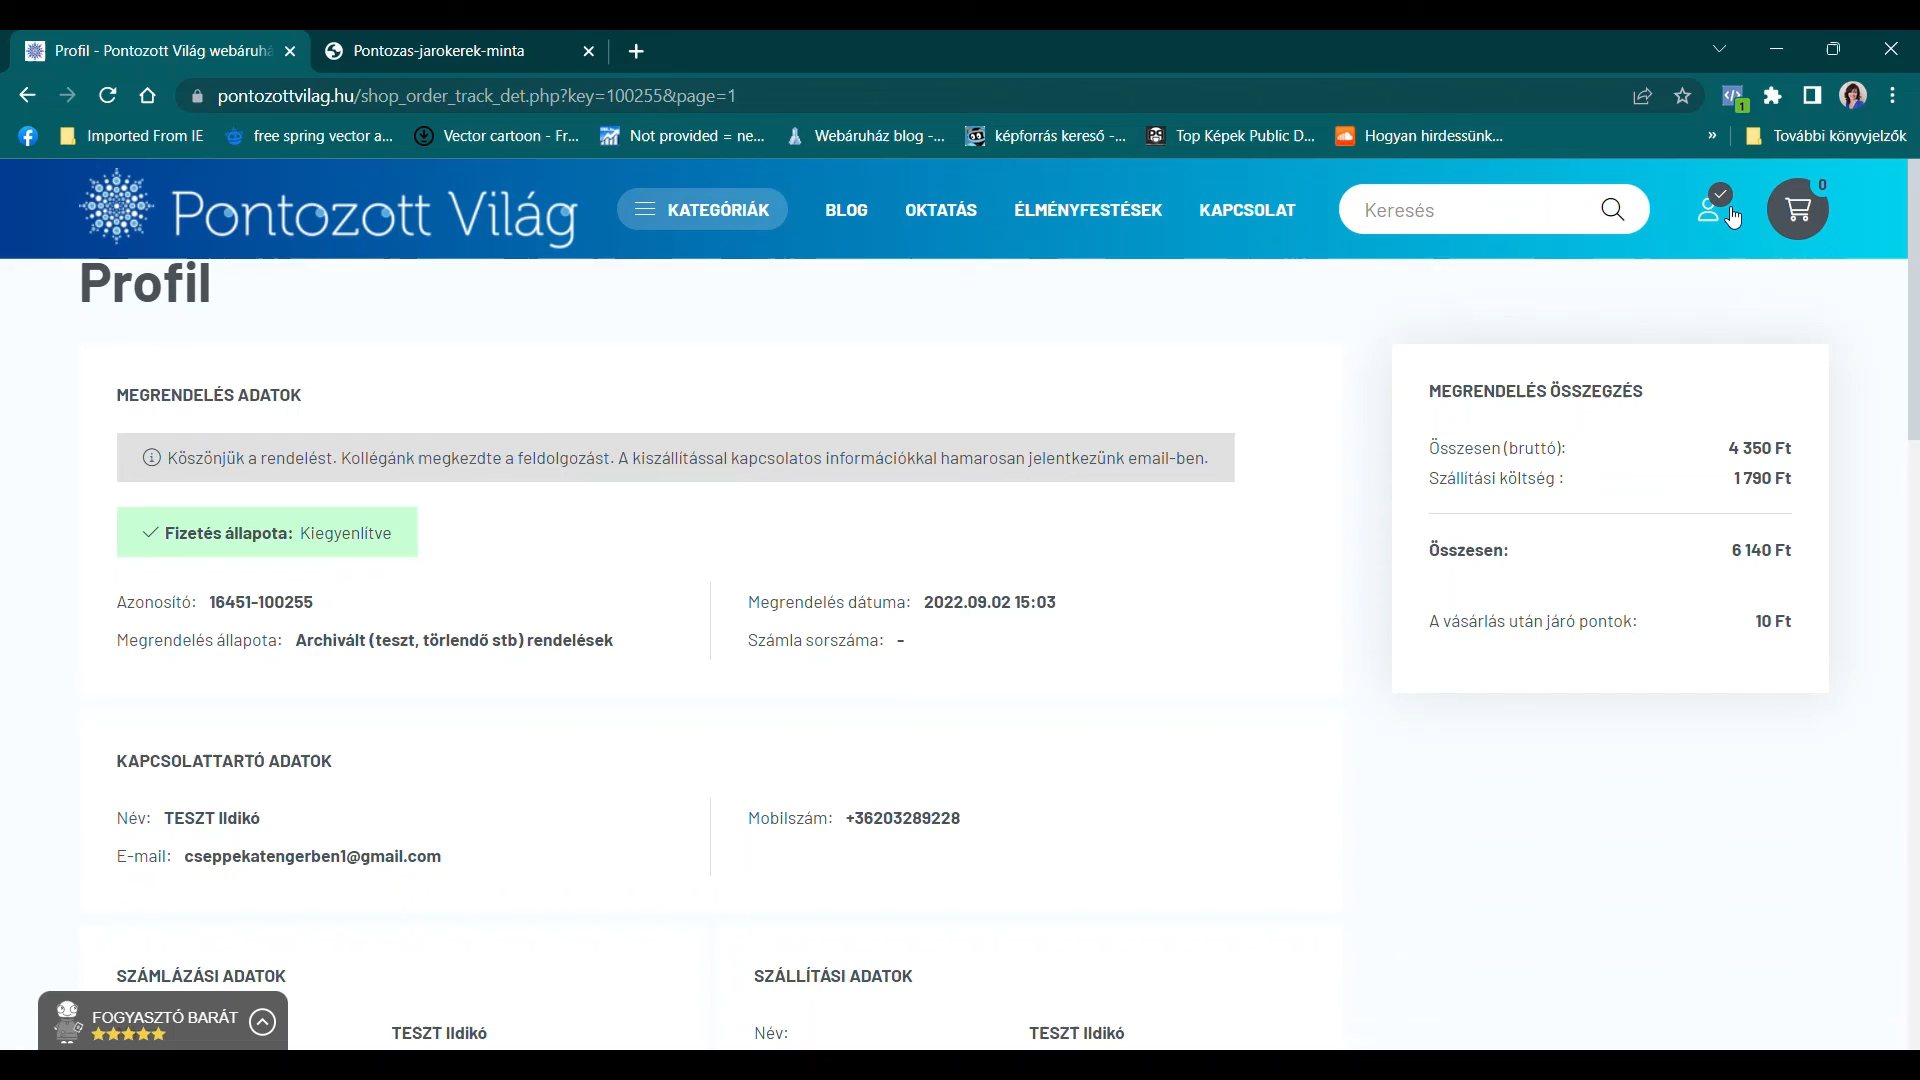 Profil - Pontozott Világ webáruhá
Pontozas-jarokerek-minta
pontozottvilag.hu/shop_order_track_det.php?key=100255&page=1
1
Imported From IE
free spring vector a...
Vector cartoon - Fr...
Not provided = ne...
Webáruház blog -...
képforrás kereső -...
Top Képek Public D...
Hogyan hirdessünk...
»
További könyvjelzők
Pontozott Világ
KATEGÓRIÁK
BLOG
OKTATÁS
ÉLMÉNYFESTÉSEK
KAPCSOLAT
Keresés
0
Profil
MEGRENDELÉS ADATOK
Köszönjük a rendelést. Kollégánk megkezdte a feldolgozást. A kiszállítással kapcsolatos információkkal hamarosan jelentkezünk email-ben.
Fizetés állapota: Kiegyenlítve
Azonosító: 16451-100255
Megrendelés dátuma: 2022.09.02 15:03
Megrendelés állapota: Archivált (teszt, törlendő stb) rendelések
Számla sorszáma: -
MEGRENDELÉS ÖSSZEGZÉS
Összesen (bruttó): 4 350 Ft
Szállítási költség : 1 790 Ft
Összesen: 6 140 Ft
A vásárlás után járó pontok: 10 Ft
KAPCSOLATTARTÓ ADATOK
Név: TESZT Ildikó
Mobilszám: +36203289228
E-mail: cseppekatengerben1@gmail.com
SZÁMLÁZÁSI ADATOK
TESZT Ildikó
SZÁLLÍTÁSI ADATOK
Név: TESZT Ildikó
FOGYASZTÓ BARÁT